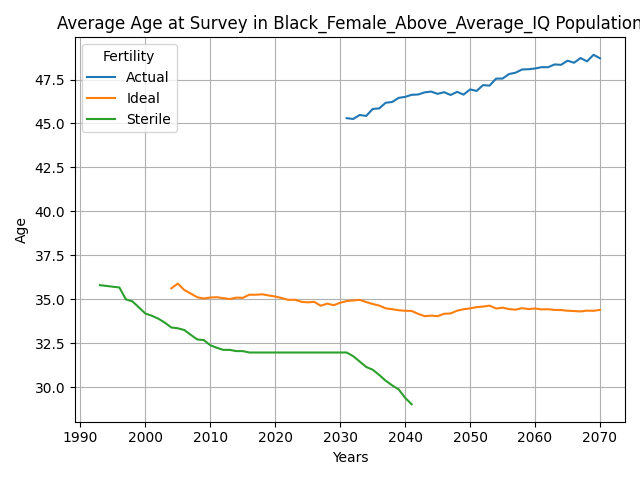 Average Age at Survey in Black_Female_Above_Average_IQ Population
Fertility
Actual
Ideal
Sterile
Age
47.5
45.0
42.5
40.0
37.5
35.0
32.5
30.0
1990 2000 2010 2020 2030 2040 2050 2060 2070
Years